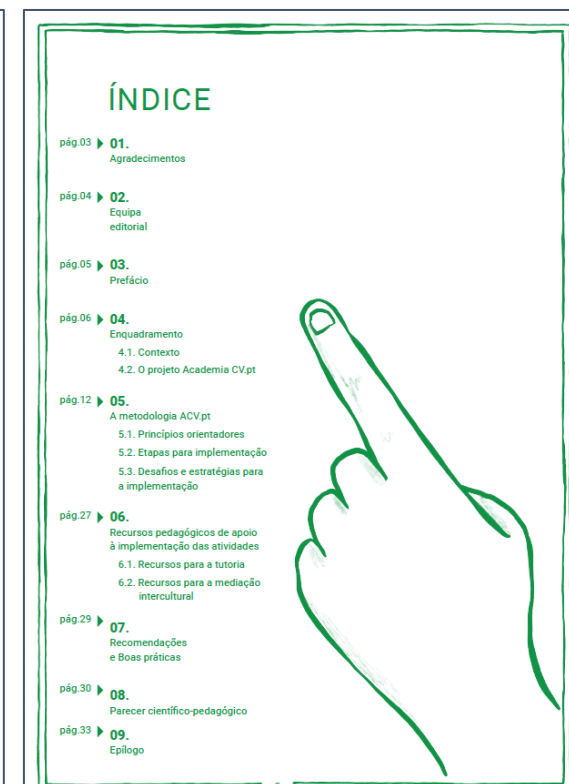 ÍNDICE
pág.03 01.
Agradecimentos
pág.04 02.
Equipa
editorial
pág.05 03.
Prefácio
pág.06 04.
Enquadramento
4.1. Contexto
4.2. O projeto Academia CV.pt
pág.12 05.
A metodologia ACV.pt
5.1. Princípios orientadores
5.2. Etapas para implementação
5.3. Desafios e estratégias para
a implementação
pág.27 06.
Recursos pedagógicos de apoio
à implementação das atividades
6.1. Recursos para a tutoria
6.2. Recursos para a mediação
intercultural
pág.29 07.
Recomendações
e Boas práticas
pág.30 08.
Parecer científico-pedagógico
pág.33 09.
Epílogo